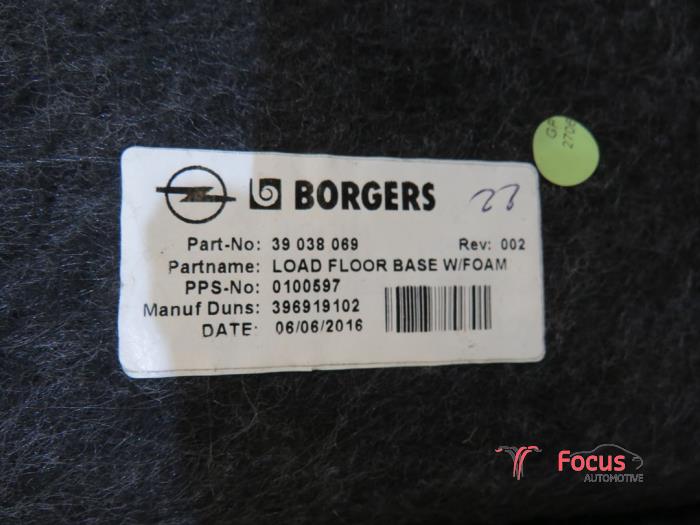 BORGERS
23
Part-No: 39 038 069 Rev: 002
Partname: LOAD FLOOR BASE W/FOAM
PPS-No: 0100597
Manuf Duns: 396919102
DATE: 06/06/2016
Focus
AUTOMOTIVE